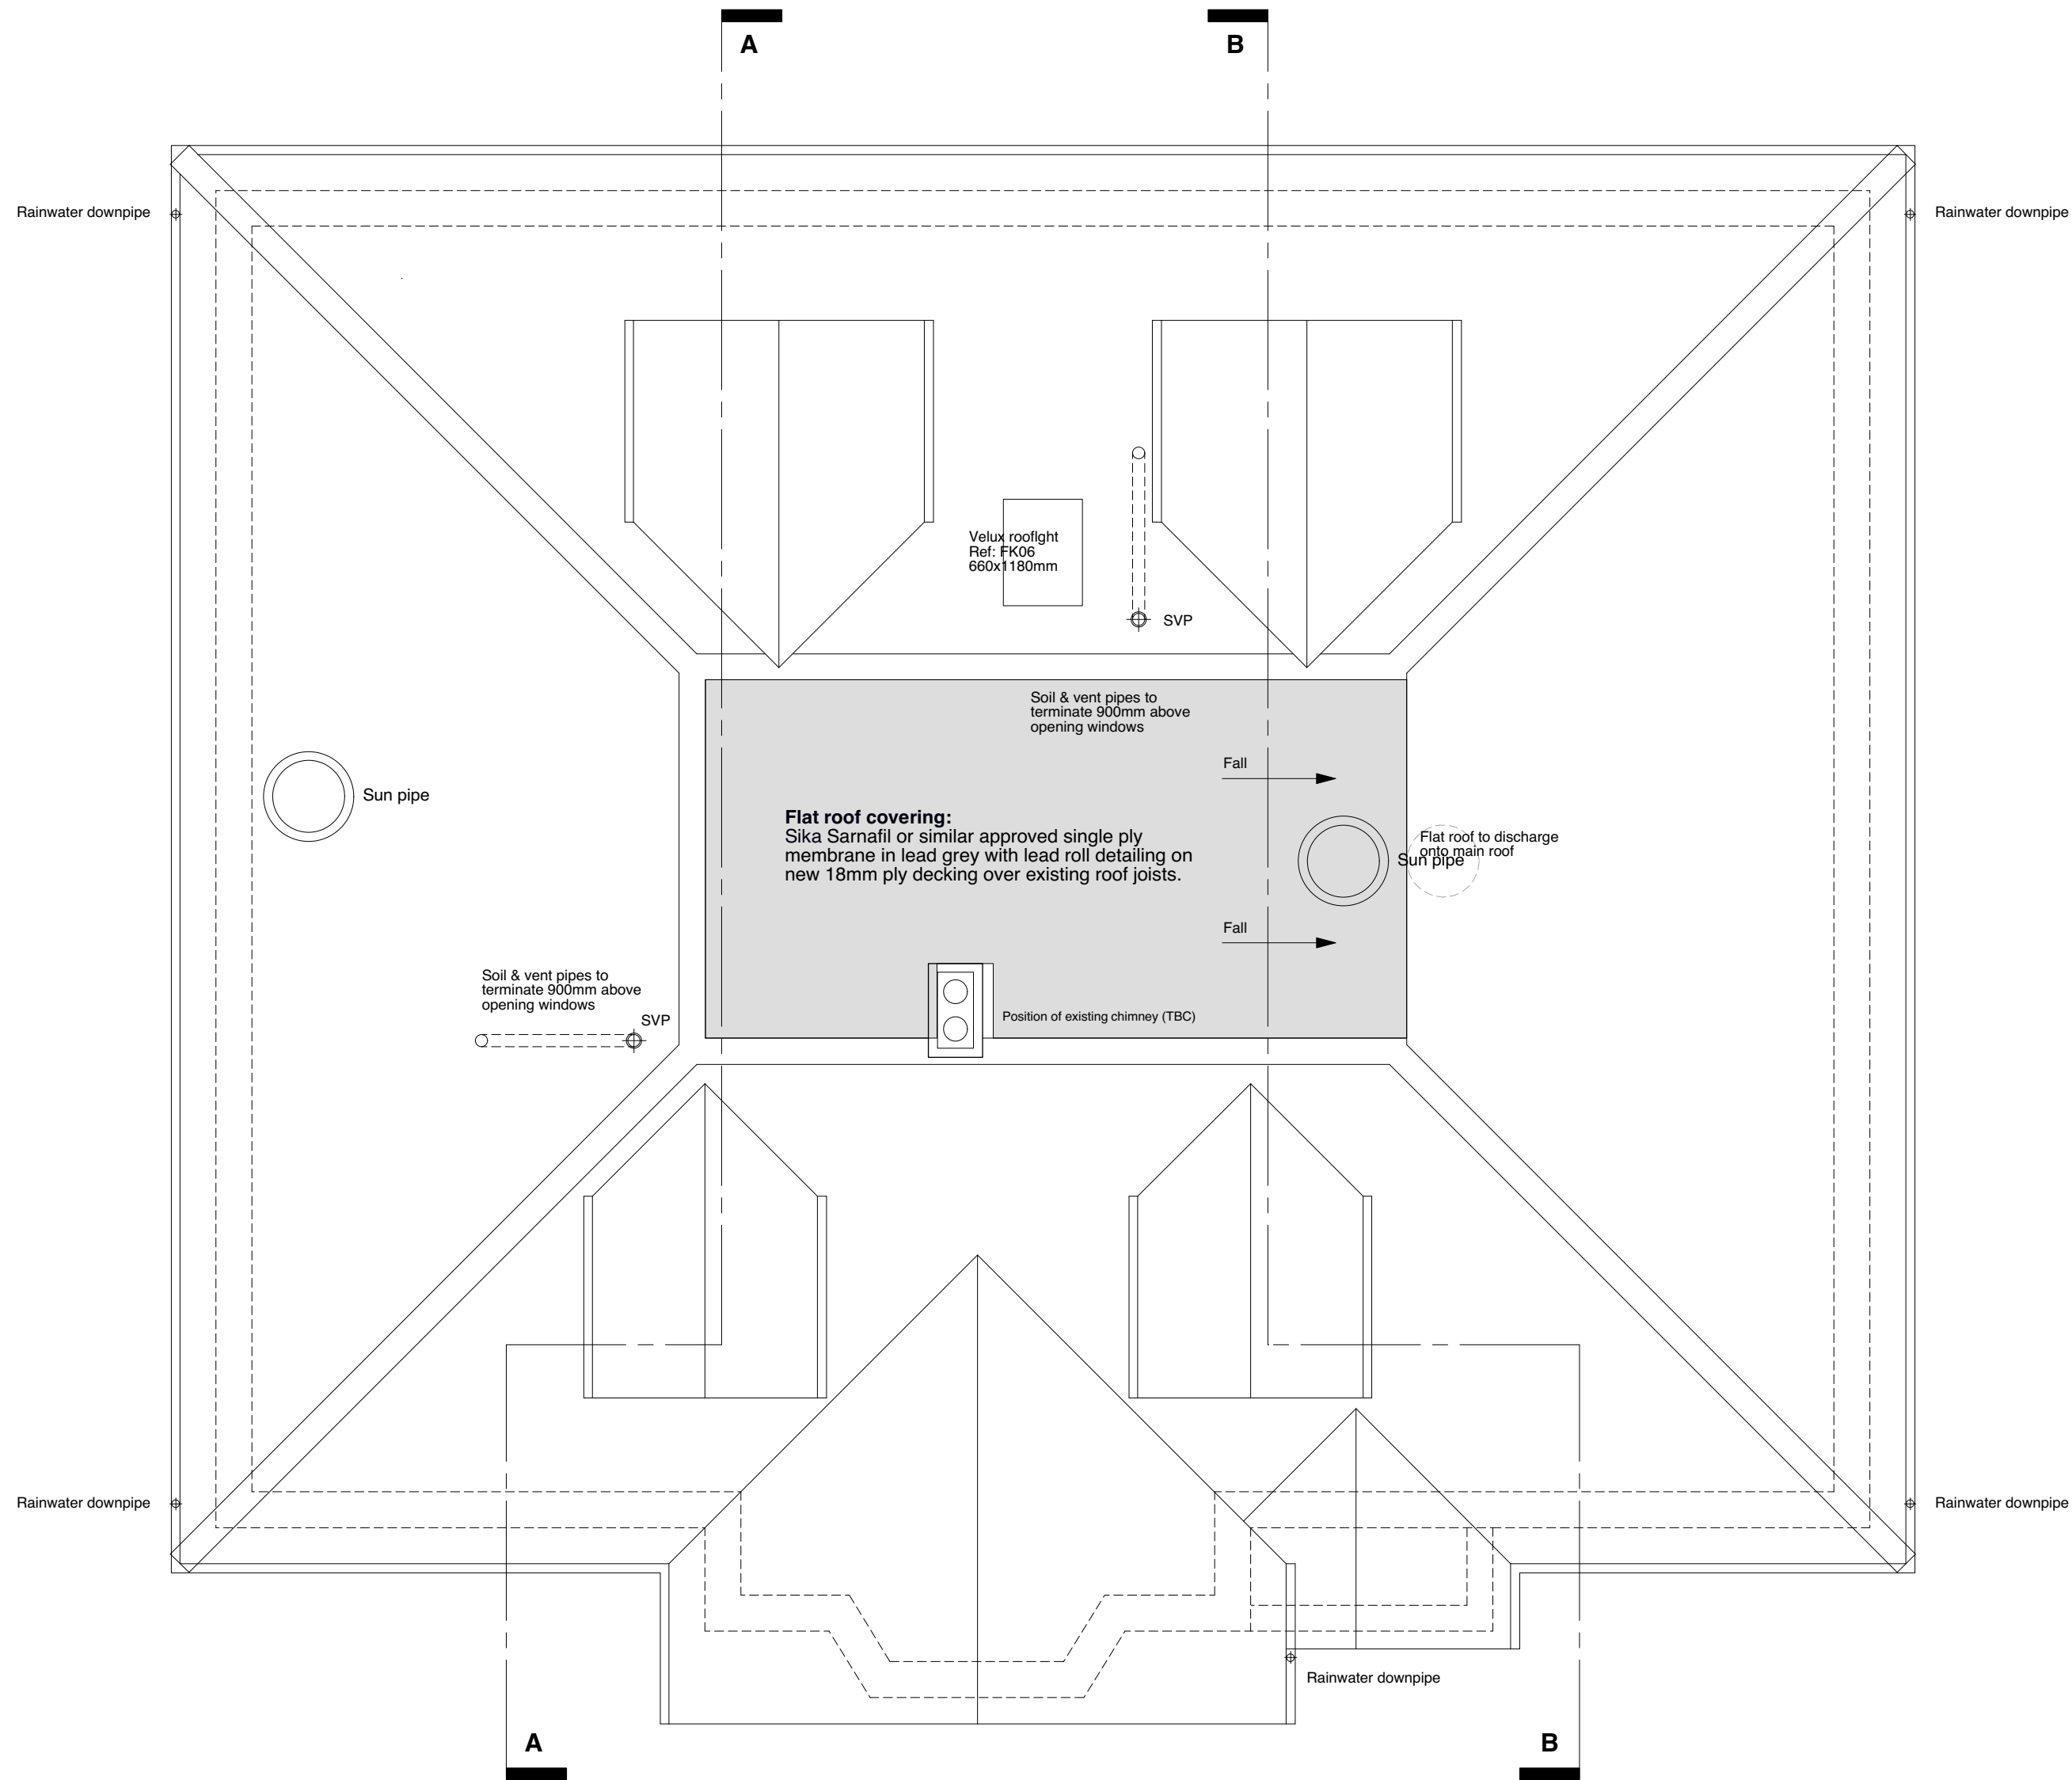 A
B
Rainwater downpipe
Rainwater downpipe
Velux rooflght
Ref: FK06
660x1180mm
SVP
Soil & vent pipes to
terminate 900mm above
opening windows
Fall
Sun pipe
Flat roof covering:
Sika Sarnafil or similar approved single ply
membrane in lead grey with lead roll detailing on
new 18mm ply decking over existing roof joists.
Flat roof to discharge
onto main roof
Sun pipe
Fall
Soil & vent pipes to
terminate 900mm above
opening windows
SVP
Position of existing chimney (TBC)
Rainwater downpipe
Rainwater downpipe
Rainwater downpipe
A
B